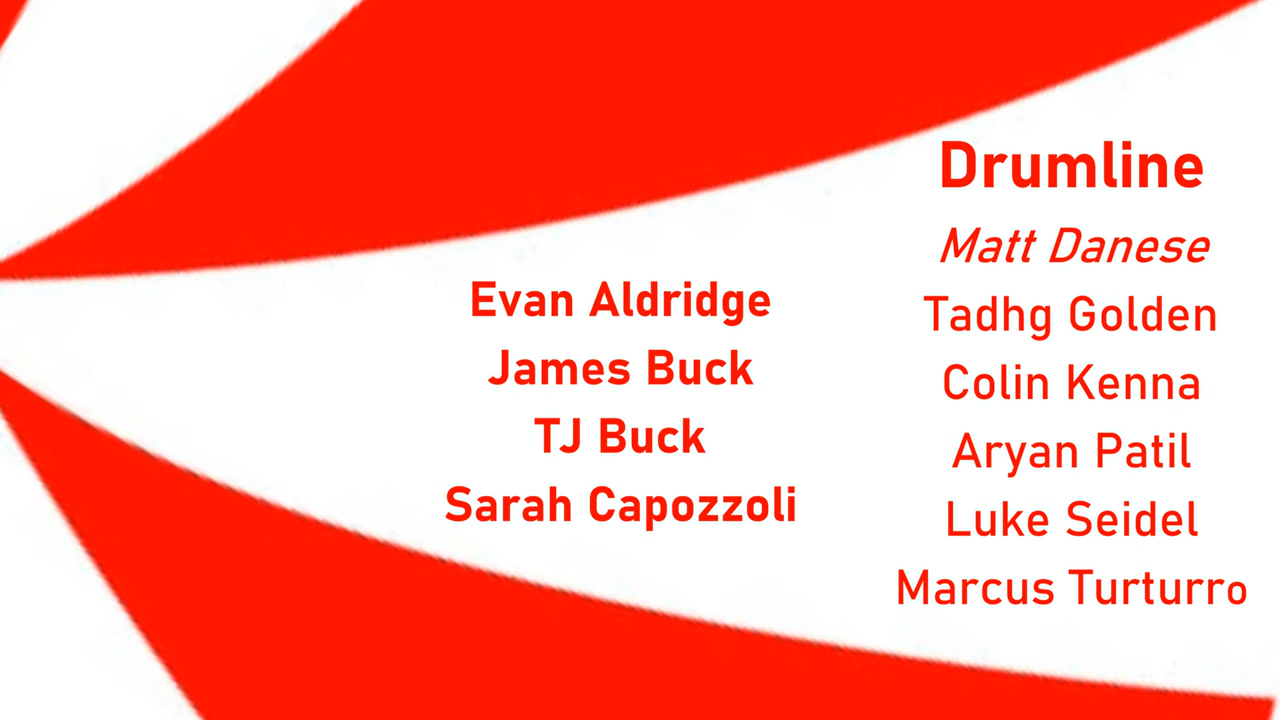 Evan Aldridge
James Buck
TJ Buck
Sarah Capozzoli
Drumline
Matt Danese
Tadhg Golden
Colin Kenna
Aryan Patil
Luke Seidel
Marcus Turturro